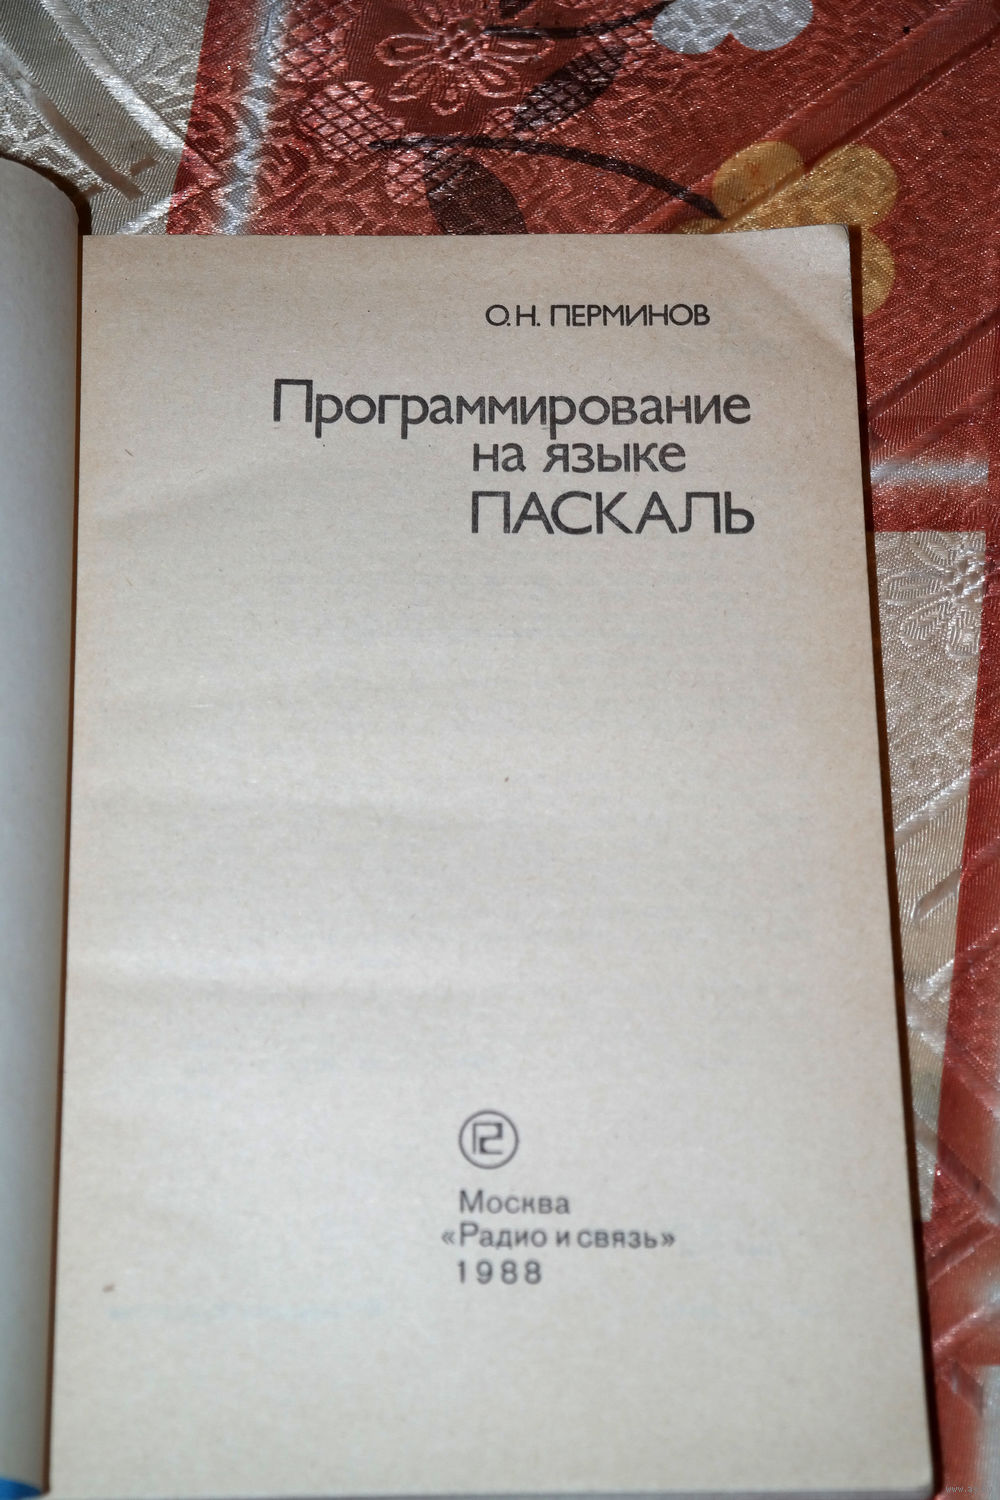 О.Н. ПЕРМИНОВ
Программирование
на языке
ПАСКАЛЬ
Москва
«Радио и связь»
1988